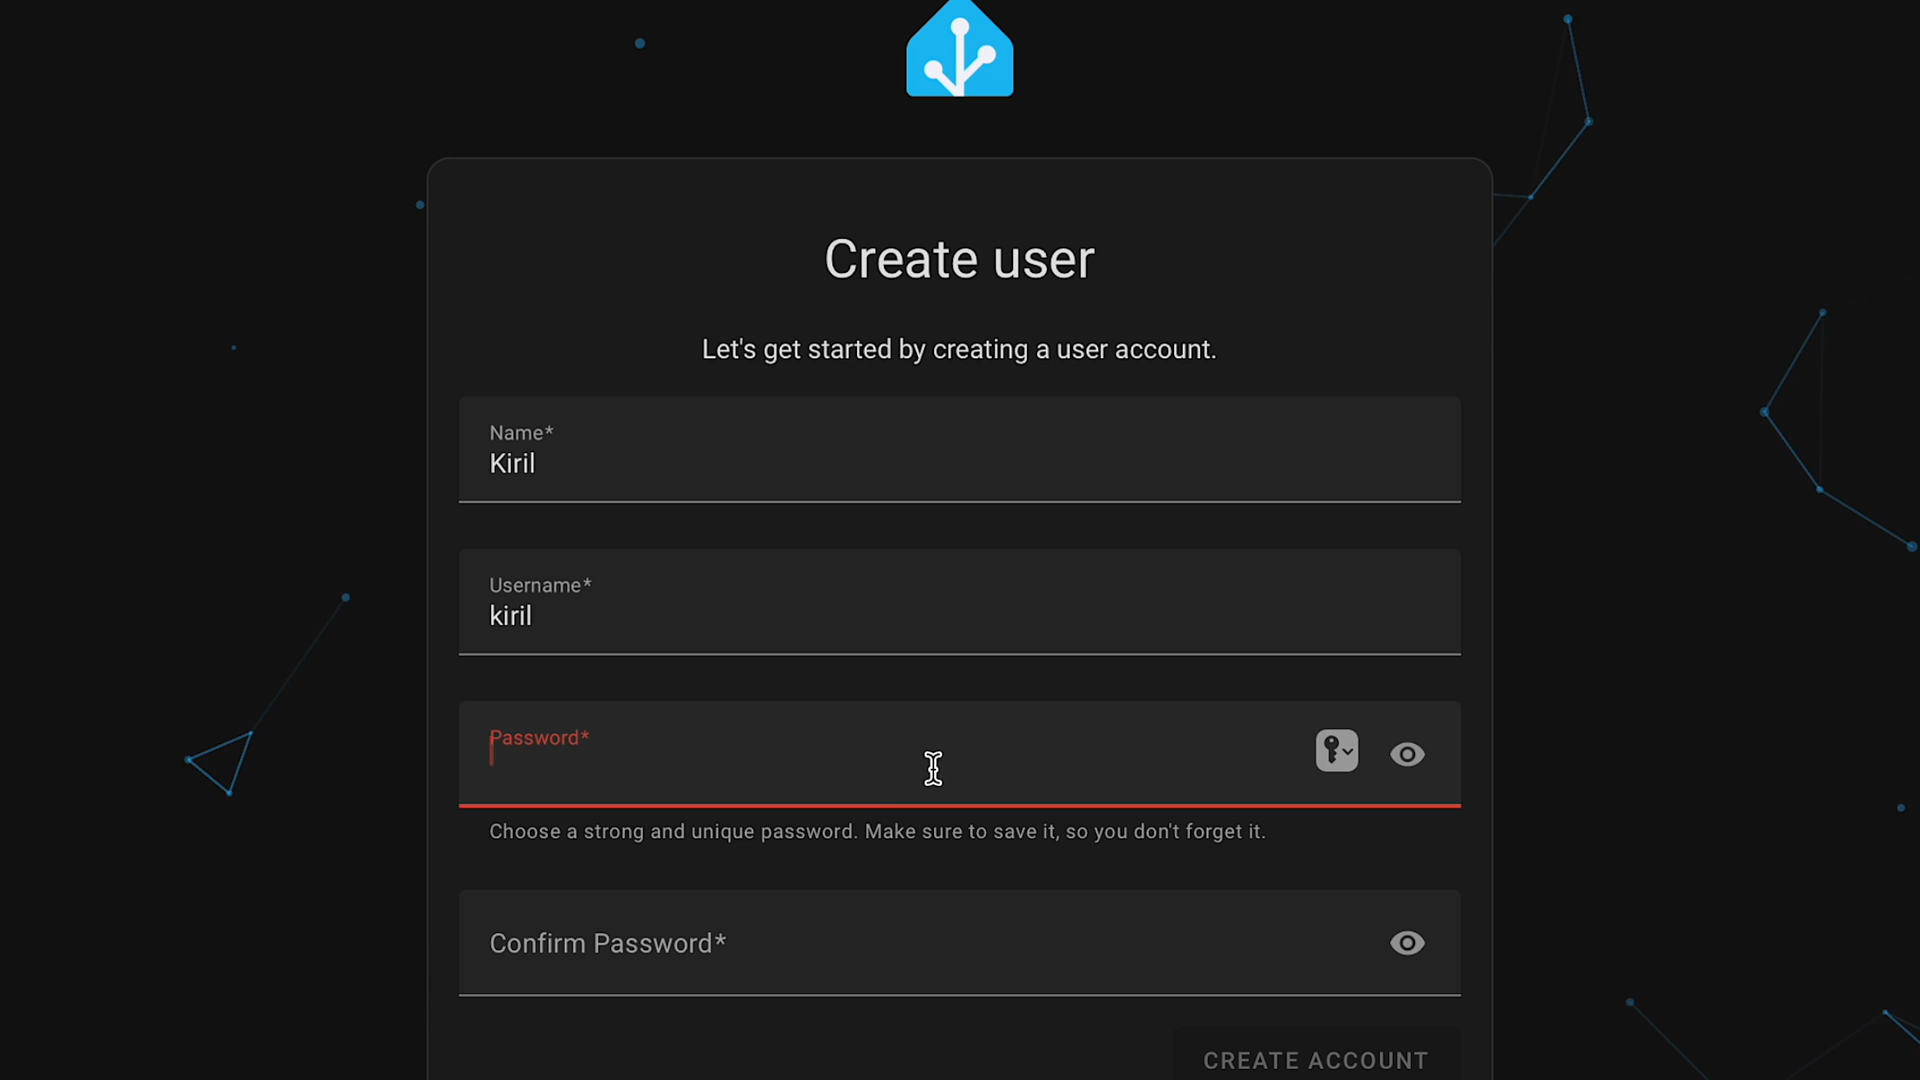 Create user
Let's get started by creating a user account.
Name*
Kiril
Username*
kiril
Password*
Choose a strong and unique password. Make sure to save it, so you don't forget it.
Confirm Password*
CREATE ACCOUNT